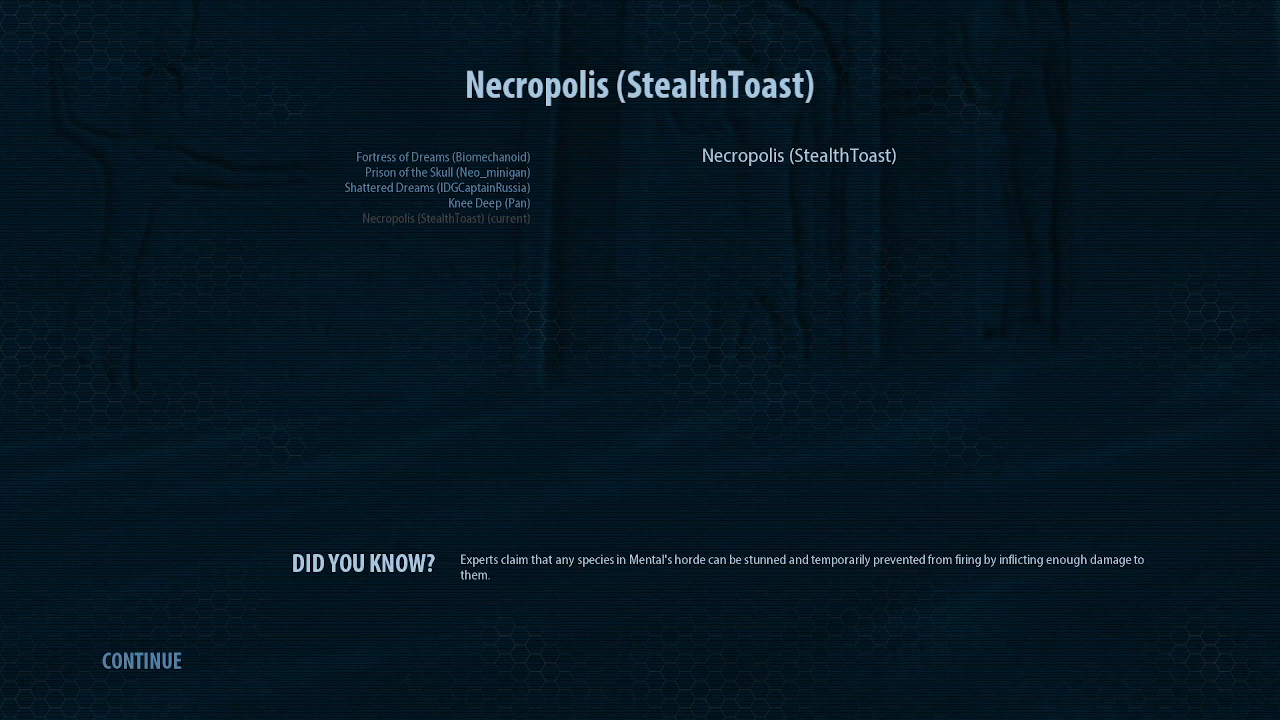 Necropolis (StealthToast)
Fortress of Dreams (Biomechanoid)
Prison of the Skull (Neo_minigan)
Shattered Dreams (IDGCaptainRussia)
Knee Deep (Pan)
Necropolis (StealthToast) (current)
Necropolis (StealthToast)
DID YOU KNOW?
Experts claim that any species in Mental's horde can be stunned and temporarily prevented from firing by inflicting enough damage to
them.
CONTINUE